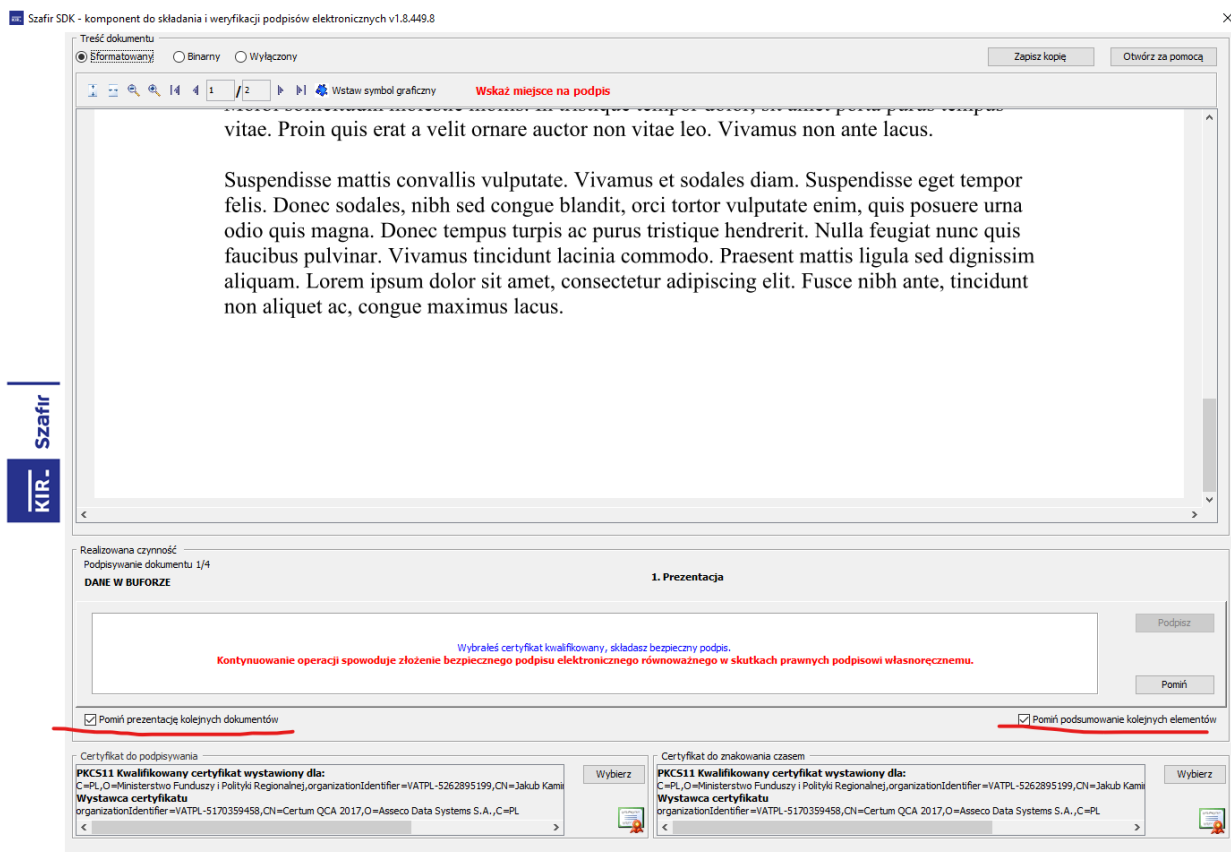 Szafir SDK - komponent do składania i weryfikacji podpisów elektronicznych v1.8.449.8
Treść dokumentu
Sformatowany Binarny Wyłączony Zapisz kopię Otwórz za pomocą
1 / 2 Wstaw symbol graficzny Wskaż miejsce na podpis
vitae. Proin quis erat a velit ornare auctor non vitae leo. Vivamus non ante lacus.
Suspendisse mattis convallis vulputate. Vivamus et sodales diam. Suspendisse eget tempor
felis. Donec sodales, nibh sed congue blandit, orci tortor vulputate enim, quis posuere urna
odio quis magna. Donec tempus turpis ac purus tristique hendrerit. Nulla feugiat nunc quis
faucibus pulvinar. Vivamus tincidunt lacinia commodo. Praesent mattis ligula sed dignissim
aliquam. Lorem ipsum dolor sit amet, consectetur adipiscing elit. Fusce nibh ante, tincidunt
non aliquet ac, congue maximus lacus.
KIR. Szafir
Realizowana czynność
Podpisywanie dokumentu 1/4
DANE W BUFORZE
1. Prezentacja
Podpisz
Wybrałeś certyfikat kwalifikowany, składasz bezpieczny podpis.
Kontynuowanie operacji spowoduje złożenie bezpiecznego podpisu elektronicznego równoważnego w skutkach prawnych podpisowi własnoręcznemu.
Pomiń
Pomiń prezentację kolejnych dokumentów
Pomiń podsumowanie kolejnych elementów
Certyfikat do podpisywania
PKCS11 Kwalifikowany certyfikat wystawiony dla:
C=PL,O=Ministerstwo Funduszy i Polityki Regionalnej,organizationIdentifier=VATPL-5262895199,CN=Jakub Kami
Wystawca certyfikatu
organizationIdentifier=VATPL-5170359458,CN=Certum QCA 2017,O=Asseco Data Systems S.A.,C=PL
Wybierz
Certyfikat do znakowania czasem
PKCS11 Kwalifikowany certyfikat wystawiony dla:
C=PL,O=Ministerstwo Funduszy i Polityki Regionalnej,organizationIdentifier=VATPL-5262895199,CN=Jakub Kami
Wystawca certyfikatu
organizationIdentifier=VATPL-5170359458,CN=Certum QCA 2017,O=Asseco Data Systems S.A.,C=PL
Wybierz